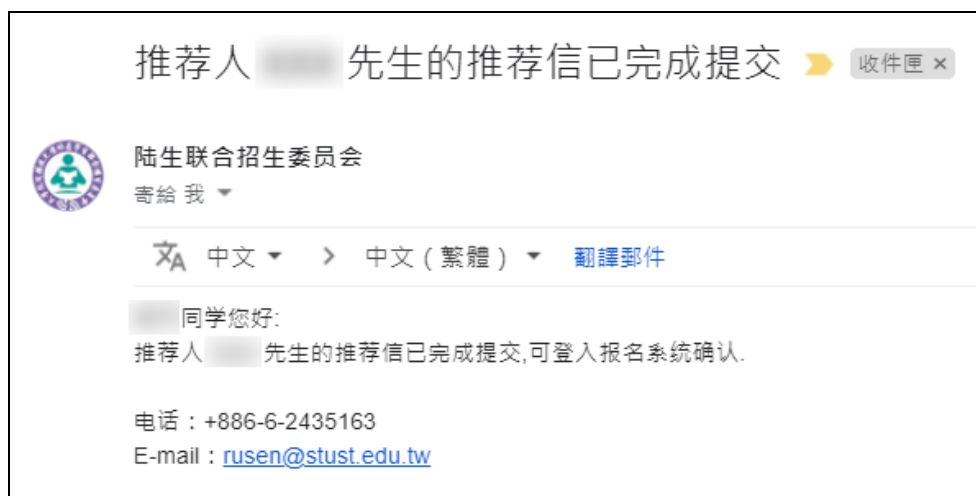 推荐人 先生的推荐信已完成提交 收件匣 ×
陆生联合招生委员会
寄給 我
中文 > 中文（繁體） 翻譯郵件
同学您好:
推荐人 先生的推荐信已完成提交,可登入报名系统确认.
电话：+886-6-2435163
E-mail：rusen@stust.edu.tw